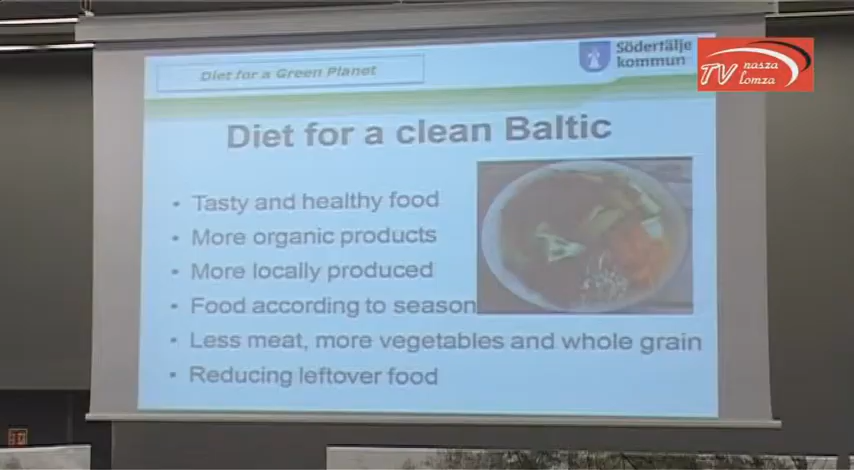 Diet for a Green Planet
Södertälje
kommun
TV nasza
Łomża
Diet for a clean Baltic
• Tasty and healthy food
• More organic products
• More locally produced
• Food according to season
• Less meat, more vegetables and whole grain
• Reducing leftover food